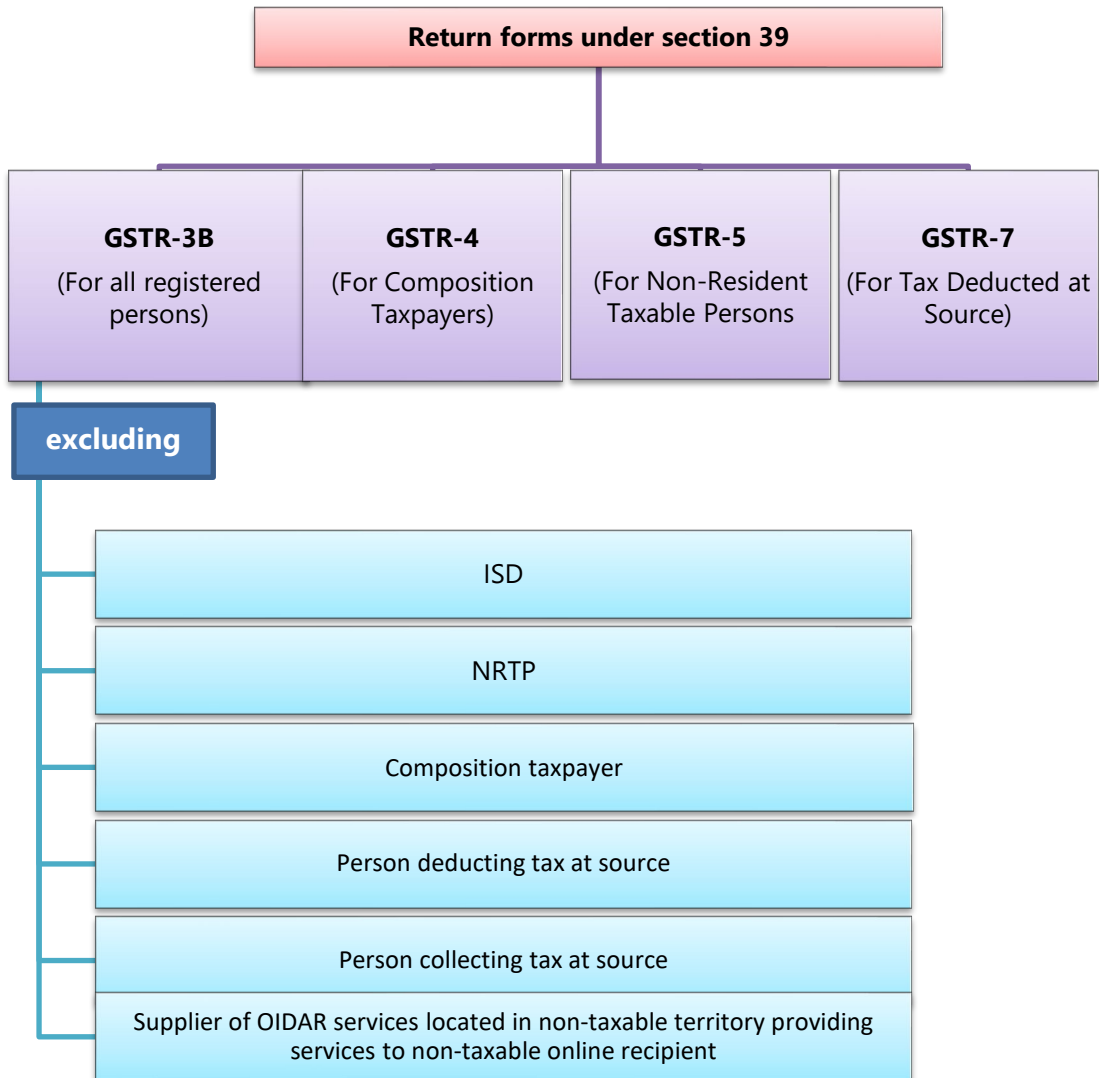 Return forms under section 39
GSTR-3B
(For all registered
persons)
GSTR-4
(For Composition
Taxpayers)
GSTR-5
(For Non-Resident
Taxable Persons
GSTR-7
(For Tax Deducted at
Source)
excluding
ISD
NRTP
Composition taxpayer
Person deducting tax at source
Person collecting tax at source
Supplier of OIDAR services located in non-taxable territory providing
services to non-taxable online recipient